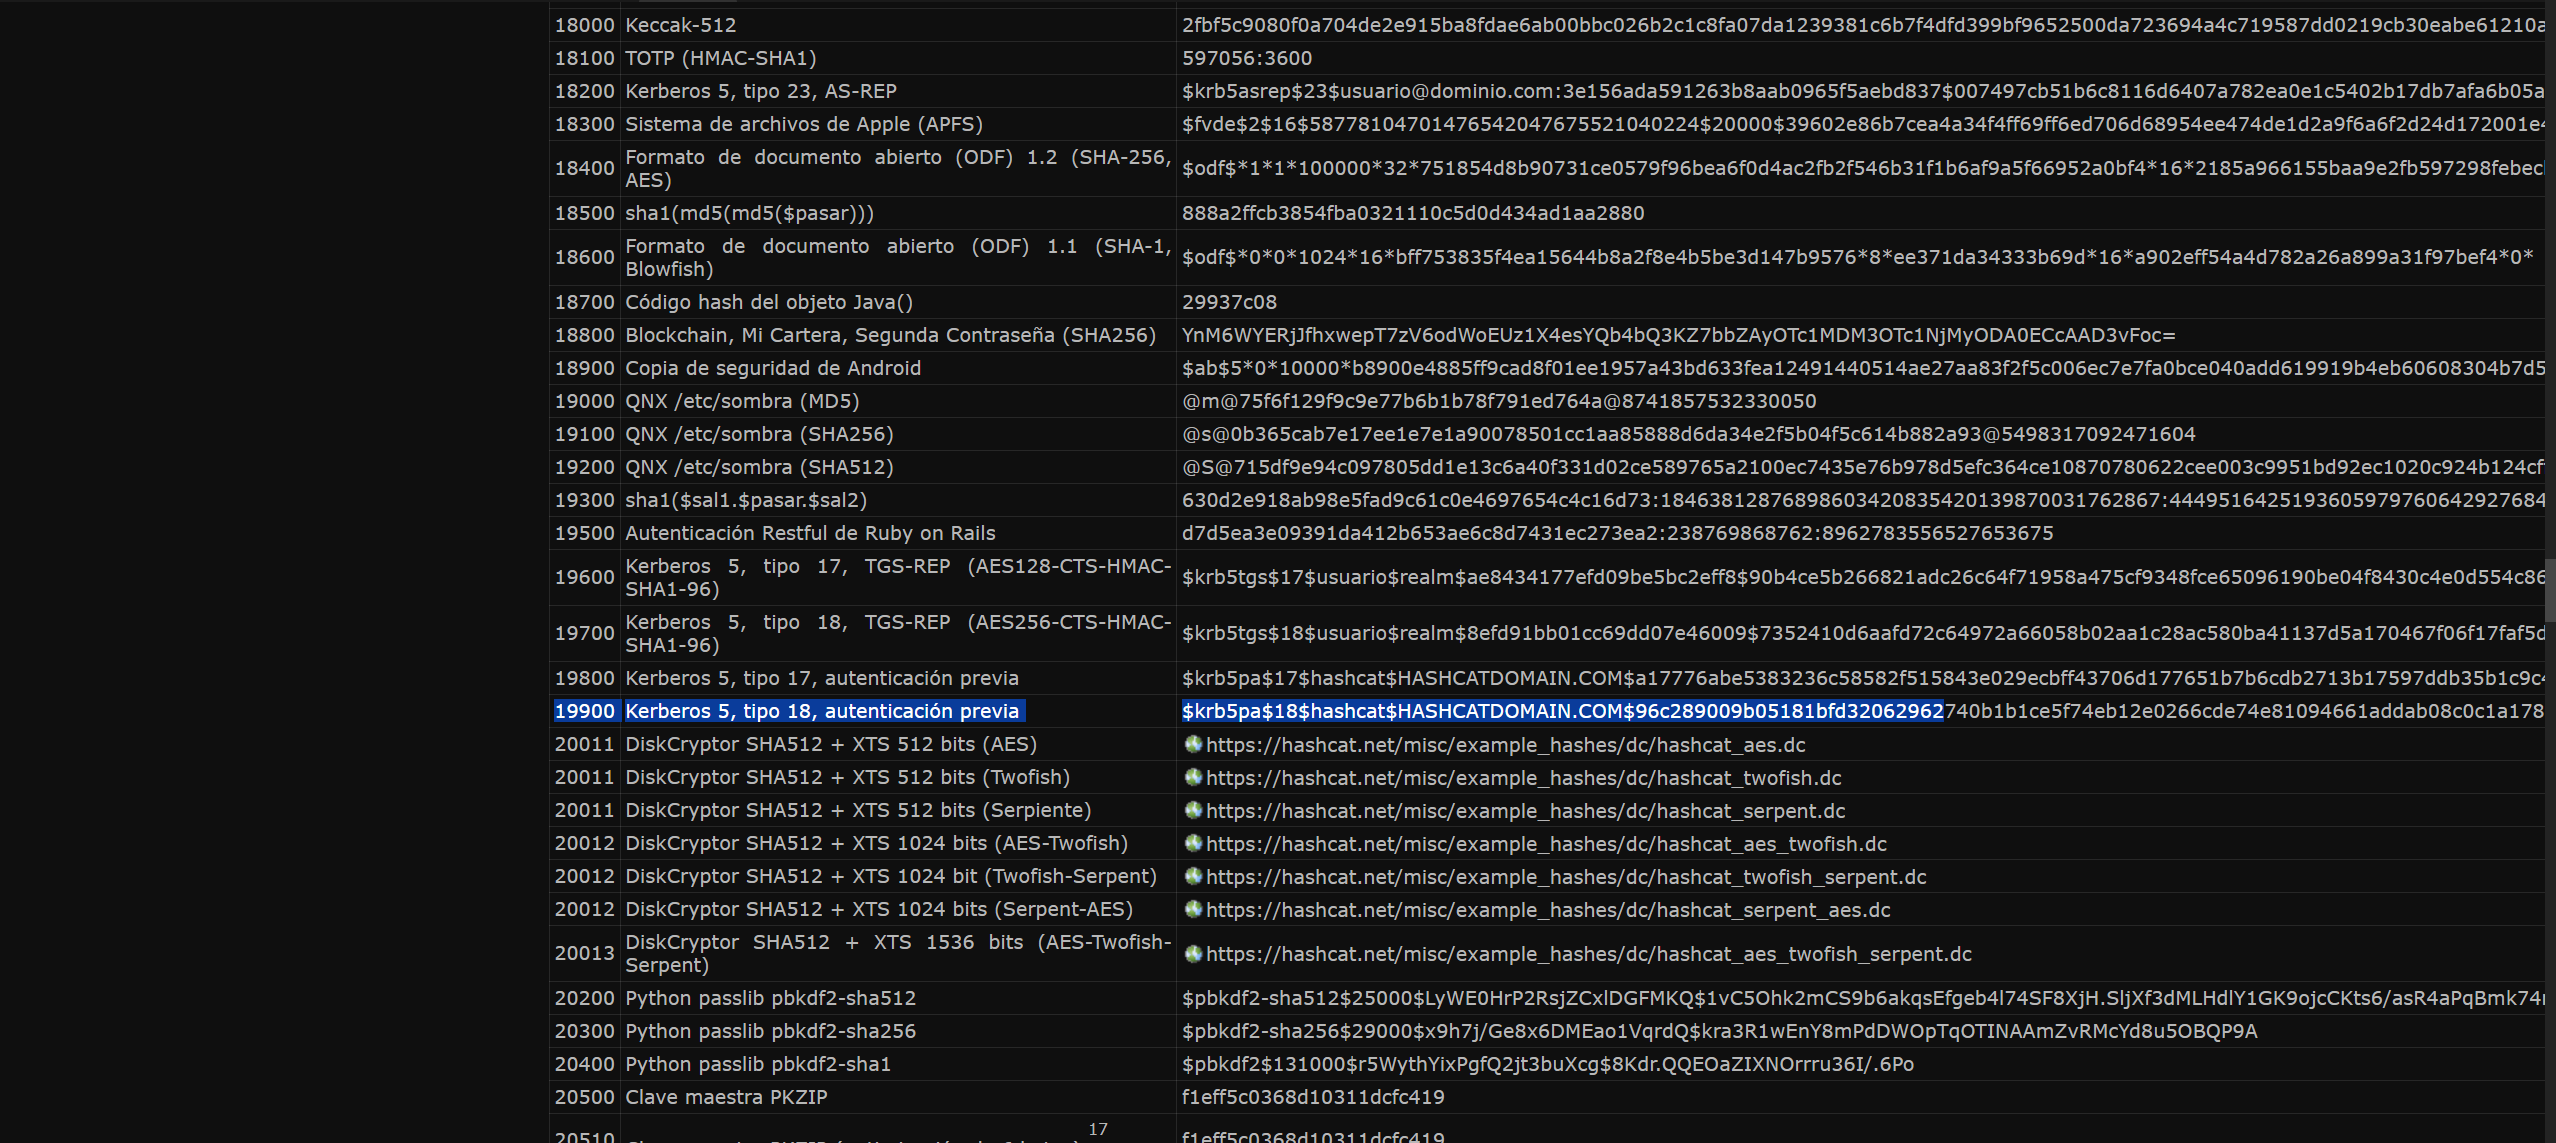 18000 Keccak-512 2fbf5c9080f0a704de2e915ba8fdae6ab00bbc026b2c1c8fa07da1239381c6b7f4dfd399bf9652500da723694a4c719587dd0219cb30eabe61210a
18100 TOTP (HMAC-SHA1) 597056:3600
18200 Kerberos 5, tipo 23, AS-REP $krb5asrep$23$usuario@dominio.com:3e156ada591263b8aab0965f5aebd837$007497cb51b6c8116d6407a782ea0e1c5402b17db7afa6b05a
18300 Sistema de archivos de Apple (APFS) $fvde$2$16$58778104701476542047675521040224$20000$39602e86b7cea4a34f4ff69ff6ed706d68954ee474de1d2a9f6a6f2d24d172001e4
18400 Formato de documento abierto (ODF) 1.2 (SHA-256,
AES) $odf$*1*1*100000*32*751854d8b90731ce0579f96bea6f0d4ac2fb2f546b31f1b6af9a5f66952a0bf4*16*2185a966155baa9e2fb597298febec
18500 sha1(md5(md5($pasar))) 888a2ffcb3854fba0321110c5d0d434ad1aa2880
18600 Formato de documento abierto (ODF) 1.1 (SHA-1,
Blowfish) $odf$*0*0*1024*16*bff753835f4ea15644b8a2f8e4b5be3d147b9576*8*ee371da34333b69d*16*a902eff54a4d782a26a899a31f97bef4*0*
18700 Código hash del objeto Java() 29937c08
18800 Blockchain, Mi Cartera, Segunda Contraseña (SHA256) YnM6WYERjJfhxwepT7zV6odWoEUz1X4esYQb4bQ3KZ7bbZAyOTc1MDM3OTc1NjMyODA0ECcAAD3vFoc=
18900 Copia de seguridad de Android $ab$5*0*10000*b8900e4885ff9cad8f01ee1957a43bd633fea12491440514ae27aa83f2f5c006ec7e7fa0bce040add619919b4eb60608304b7d5
19000 QNX /etc/sombra (MD5) @m@75f6f129f9c9e77b6b1b78f791ed764a@8741857532330050
19100 QNX /etc/sombra (SHA256) @s@0b365cab7e17ee1e7e1a90078501cc1aa85888d6da34e2f5b04f5c614b882a93@5498317092471604
19200 QNX /etc/sombra (SHA512) @S@715df9e94c097805dd1e13c6a40f331d02ce589765a2100ec7435e76b978d5efc364ce10870780622cee003c9951bd92ec1020c924b124cf
19300 sha1($sal1.$pasar.$sal2) 630d2e918ab98e5fad9c61c0e4697654c4c16d73:18463812876898603420835420139870031762867:4449516425193605979760642927684
19500 Autenticación Restful de Ruby on Rails d7d5ea3e09391da412b653ae6c8d7431ec273ea2:238769868762:8962783556527653675
19600 Kerberos 5, tipo 17, TGS-REP (AES128-CTS-HMAC-
SHA1-96) $krb5tgs$17$usuario$realm$ae8434177efd09be5bc2eff8$90b4ce5b266821adc26c64f71958a475cf9348fce65096190be04f8430c4e0d554c86
19700 Kerberos 5, tipo 18, TGS-REP (AES256-CTS-HMAC-
SHA1-96) $krb5tgs$18$usuario$realm$8efd91bb01cc69dd07e46009$7352410d6aafd72c64972a66058b02aa1c28ac580ba41137d5a170467f06f17faf5d
19800 Kerberos 5, tipo 17, autenticación previa $krb5pa$17$hashcat$HASHCATDOMAIN.COM$a17776abe5383236c58582f515843e029ecbff43706d177651b7b6cdb2713b17597ddb35b1c9c4
19900 Kerberos 5, tipo 18, autenticación previa $krb5pa$18$hashcat$HASHCATDOMAIN.COM$96c289009b05181bfd32062962740b1b1ce5f74eb12e0266cde74e81094661addab08c0c1a178
20011 DiskCryptor SHA512 + XTS 512 bits (AES) https://hashcat.net/misc/example_hashes/dc/hashcat_aes.dc
20011 DiskCryptor SHA512 + XTS 512 bits (Twofish) https://hashcat.net/misc/example_hashes/dc/hashcat_twofish.dc
20011 DiskCryptor SHA512 + XTS 512 bits (Serpiente) https://hashcat.net/misc/example_hashes/dc/hashcat_serpent.dc
20012 DiskCryptor SHA512 + XTS 1024 bits (AES-Twofish) https://hashcat.net/misc/example_hashes/dc/hashcat_aes_twofish.dc
20012 DiskCryptor SHA512 + XTS 1024 bit (Twofish-Serpent) https://hashcat.net/misc/example_hashes/dc/hashcat_twofish_serpent.dc
20012 DiskCryptor SHA512 + XTS 1024 bits (Serpent-AES) https://hashcat.net/misc/example_hashes/dc/hashcat_serpent_aes.dc
20013 DiskCryptor SHA512 + XTS 1536 bits (AES-Twofish-
Serpent) https://hashcat.net/misc/example_hashes/dc/hashcat_aes_twofish_serpent.dc
20200 Python passlib pbkdf2-sha512 $pbkdf2-sha512$25000$LyWE0HrP2RsjZCxlDGFMKQ$1vC5Ohk2mCS9b6akqsEfgeb4l74SF8XjH.SljXf3dMLHdlY1GK9ojcCKts6/asR4aPqBmk74
20300 Python passlib pbkdf2-sha256 $pbkdf2-sha256$29000$x9h7j/Ge8x6DMEao1VqrdQ$kra3R1wEnY8mPdDWOpTqOTINAAmZvRMcYd8u5OBQP9A
20400 Python passlib pbkdf2-sha1 $pbkdf2$131000$r5WythYixPgfQ2jt3buXcg$8Kdr.QQEOaZIXNOrrru36I/.6Po
20500 Clave maestra PKZIP f1eff5c0368d10311dcfc419
17
20510 f1eff5c0368d10311dcfc419